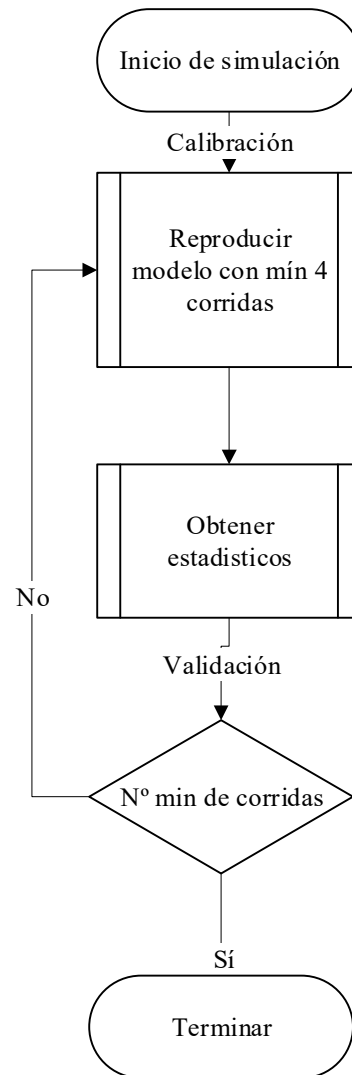 Inicio de simulación
Calibración
Reproducir
modelo con mín 4
corridas
Obtener
estadisticos
No
Validación
Nº min de corridas
Sí
Terminar